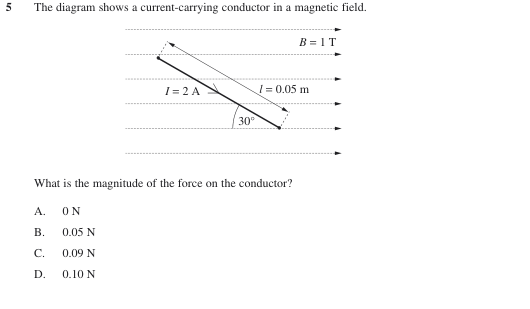 5 The diagram shows a current-carrying conductor in a magnetic field.
B = 1 T
I = 2 A
l = 0.05 m
30°
What is the magnitude of the force on the conductor?
A. 0 N
B. 0.05 N
C. 0.09 N
D. 0.10 N